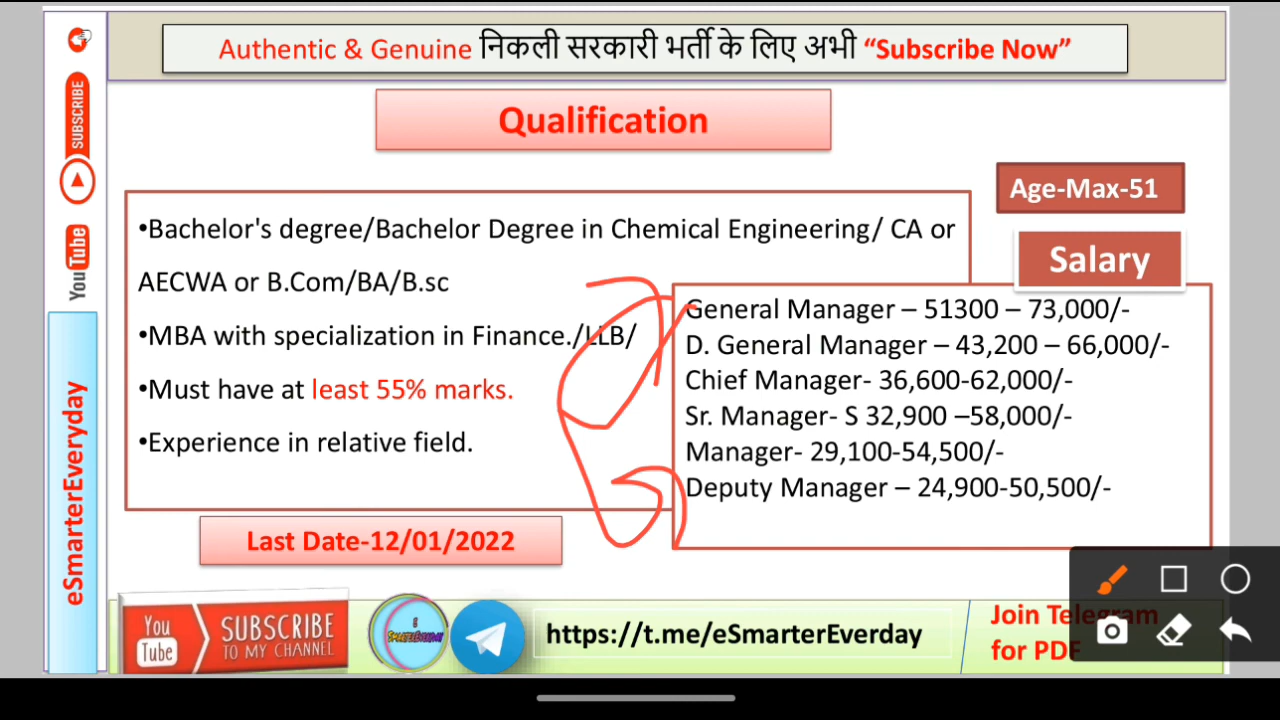 Authentic & Genuine निकली सरकारी भर्ती के लिए अभी “Subscribe Now”
SUBSCRIBE
YouTube
eSmarterEveryday
Qualification
Age-Max-51
•Bachelor's degree/Bachelor Degree in Chemical Engineering/ CA or
AECWA or B.Com/BA/B.sc
•MBA with specialization in Finance./LLB/
•Must have at least 55% marks.
•Experience in relative field.
Salary
General Manager – 51300 – 73,000/-
D. General Manager – 43,200 – 66,000/-
Chief Manager- 36,600-62,000/-
Sr. Manager- S 32,900 –58,000/-
Manager- 29,100-54,500/-
Deputy Manager – 24,900-50,500/-
Last Date-12/01/2022
You
Tube
SUBSCRIBE
TO MY CHANNEL
E
SMARTEREVERYDAY
https://t.me/eSmarterEverday
Join Telegram
for PDF